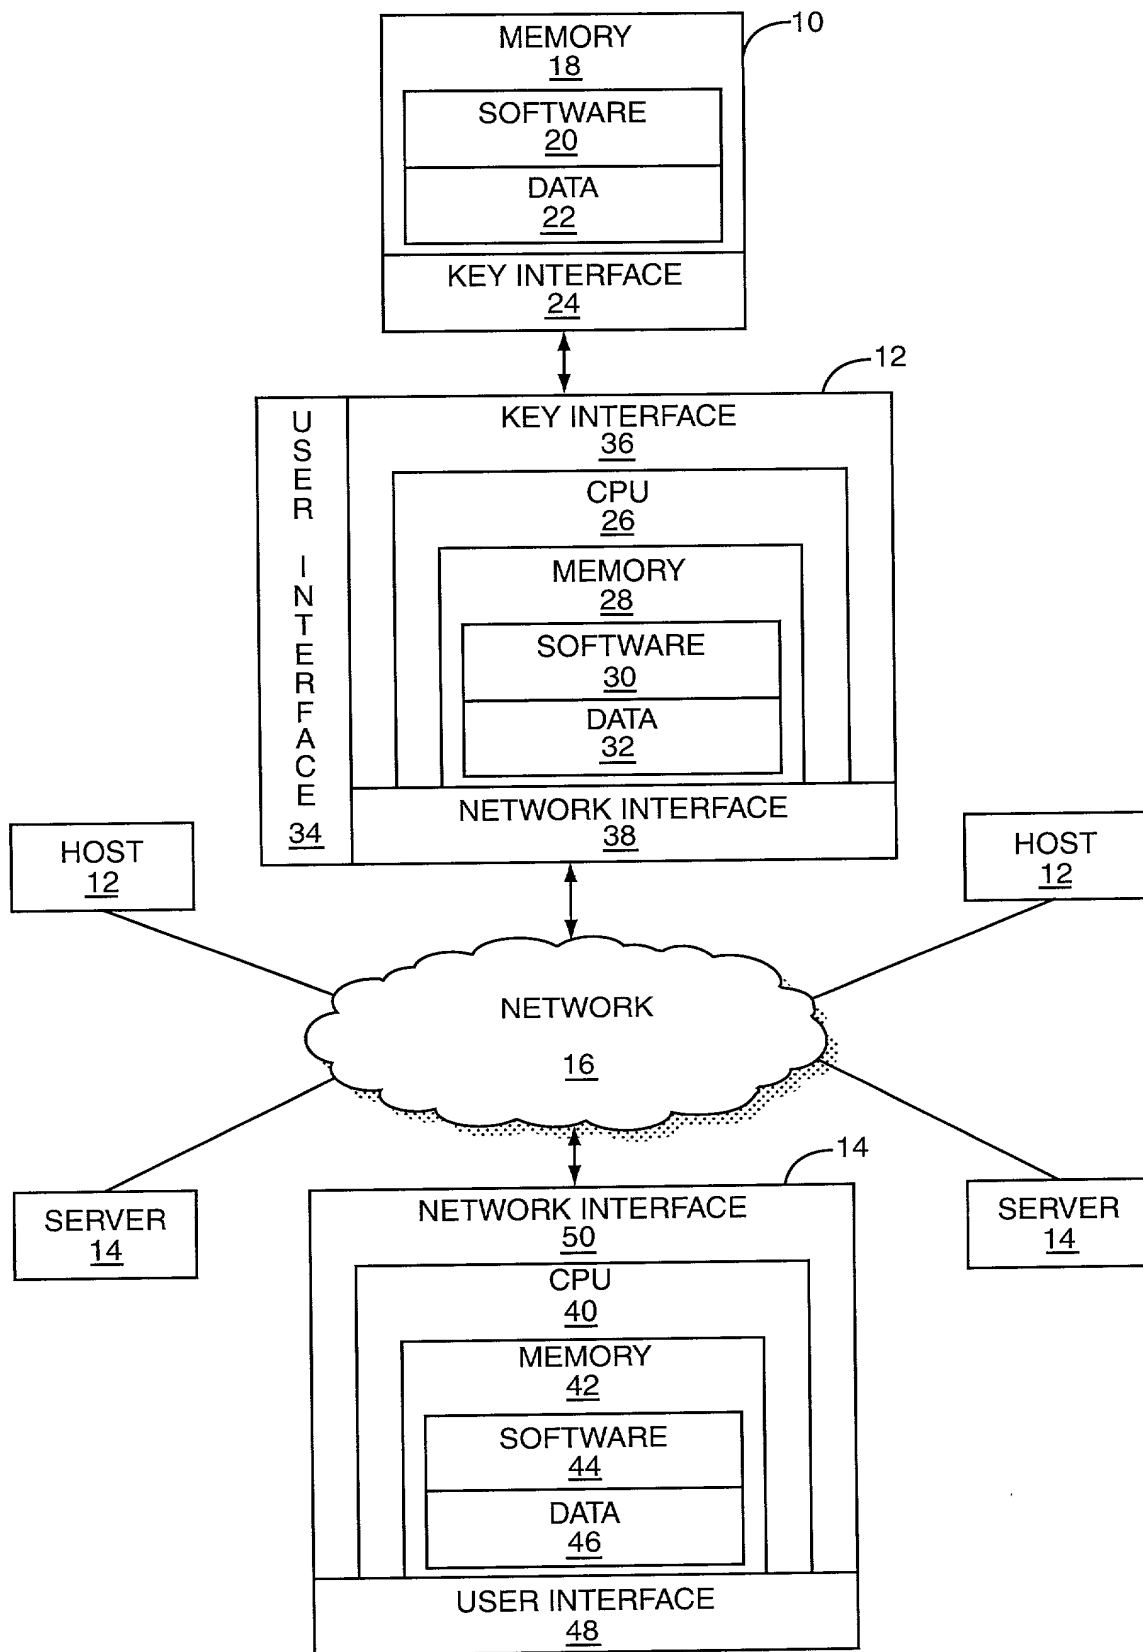 10
MEMORY
18
SOFTWARE
20
DATA
22
KEY INTERFACE
24
12
USER INTERFACE
34
KEY INTERFACE
36
CPU
26
MEMORY
28
SOFTWARE
30
DATA
32
NETWORK INTERFACE
38
HOST
12
HOST
12
NETWORK
16
SERVER
14
SERVER
14
14
NETWORK INTERFACE
50
CPU
40
MEMORY
42
SOFTWARE
44
DATA
46
USER INTERFACE
48